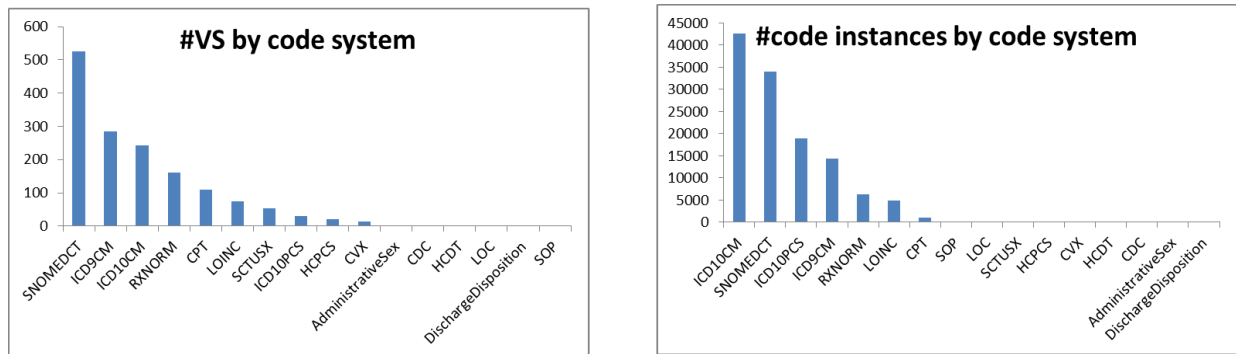 #VS by code system
600
500
400
300
200
100
0
SNOMEDCT
ICD9CM
ICD10CM
RXNORM
CPT
LOINC
SCTUSX
ICD10PCS
HCPCS
CVX
AdministrativeSex
CDC
HCDT
LOC
DischargeDisposition
SOP
#code instances by code system
45000
40000
35000
30000
25000
20000
15000
10000
5000
0
ICD10CM
SNOMEDCT
ICD10PCS
ICD9CM
RXNORM
LOINC
CPT
SOP
LOC
SCTUSX
HCPCS
CVX
HCDT
CDC
AdministrativeSex
DischargeDisposition